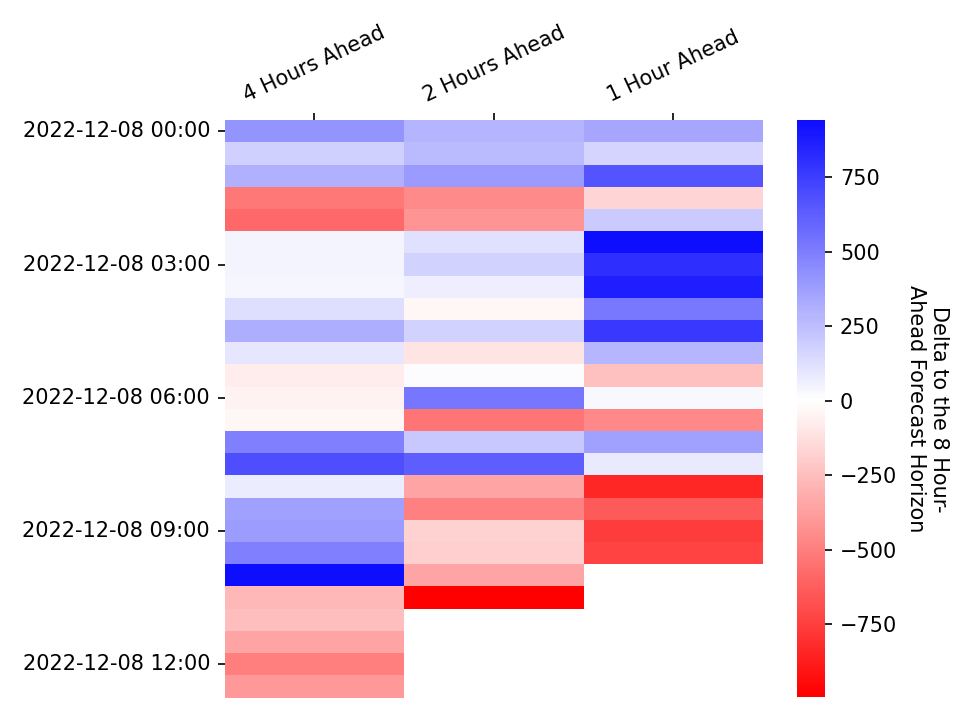 4 Hours Ahead
2 Hours Ahead
1 Hour Ahead
2022-12-08 00:00
2022-12-08 03:00
2022-12-08 06:00
2022-12-08 09:00
2022-12-08 12:00
750
500
250
0
−250
−500
−750
Delta to the 8 Hour-
Ahead Forecast Horizon